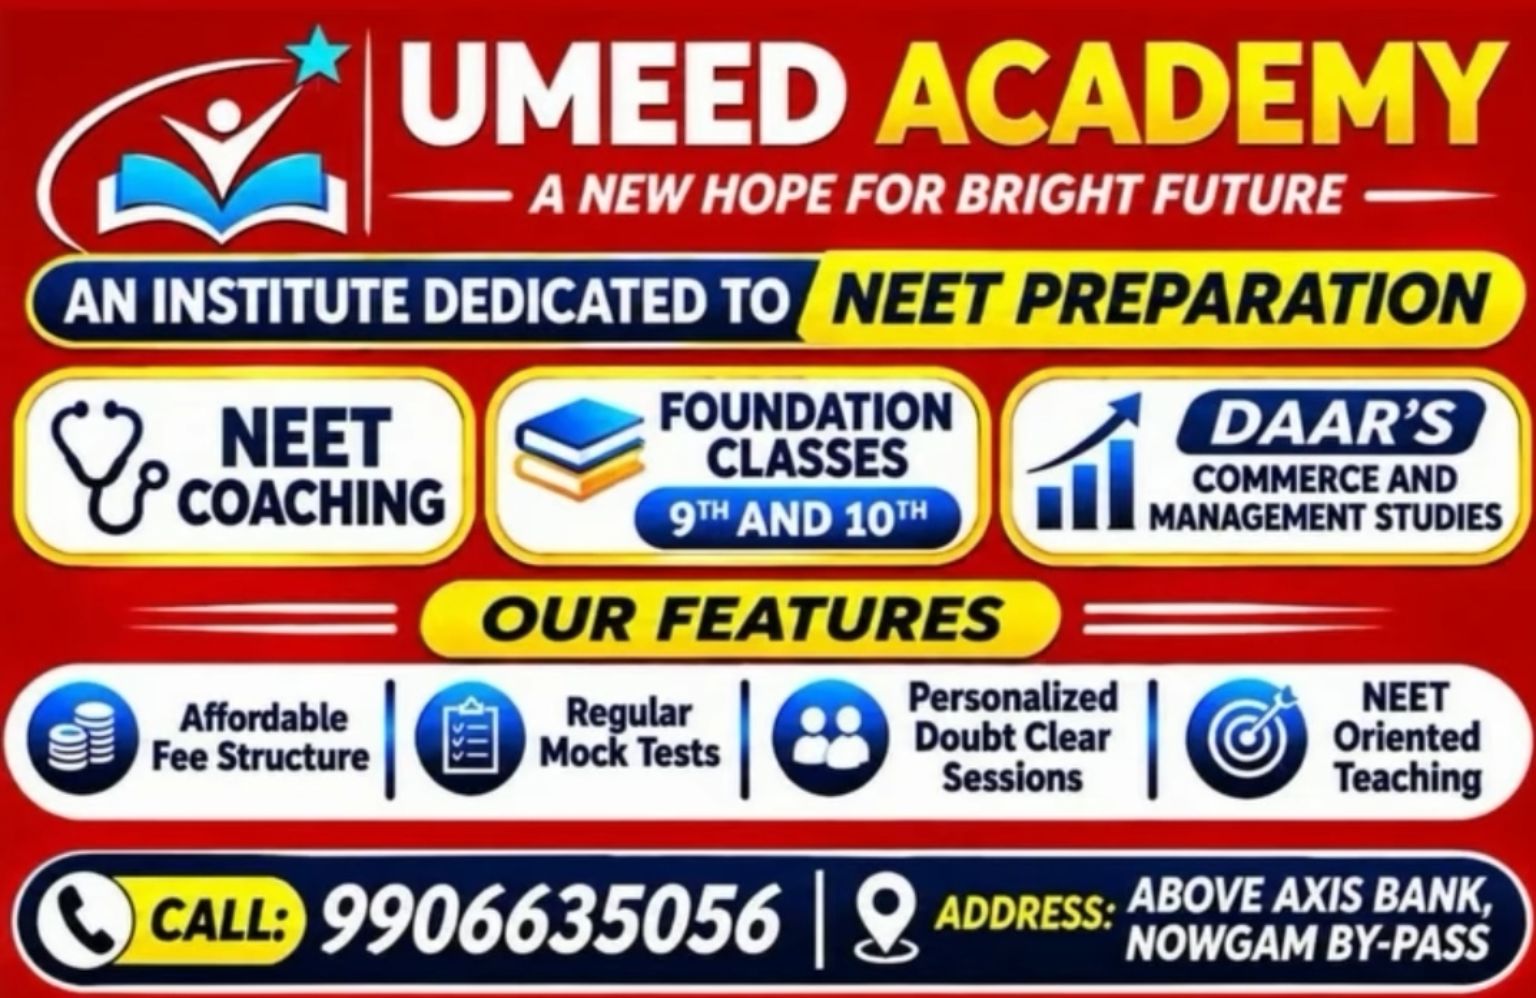 UMEED ACADEMY
A NEW HOPE FOR BRIGHT FUTURE
AN INSTITUTE DEDICATED TO NEET PREPARATION
NEET
COACHING
FOUNDATION
CLASSES
9TH AND 10TH
DAAR'S
COMMERCE AND
MANAGEMENT STUDIES
OUR FEATURES
Affordable
Fee Structure
Regular
Mock Tests
Personalized
Doubt Clear
Sessions
NEET
Oriented
Teaching
CALL: 9906635056
ADDRESS: ABOVE AXIS BANK,
NOWGAM BY-PASS